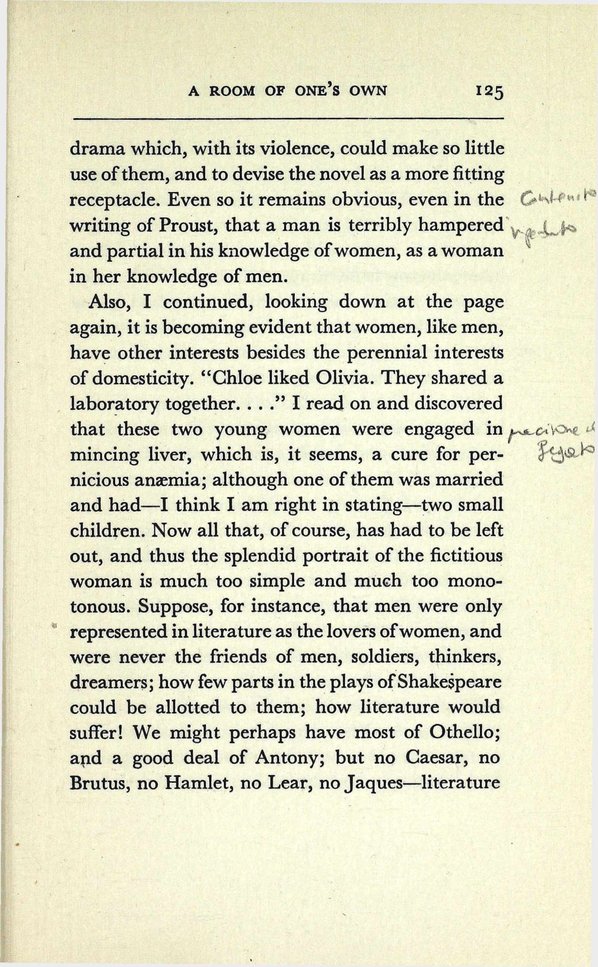 A ROOM OF ONE'S OWN 125
drama which, with its violence, could make so little
use of them, and to devise the novel as a more fitting
receptacle. Even so it remains obvious, even in the
writing of Proust, that a man is terribly hampered
and partial in his knowledge of women, as a woman
in her knowledge of men.
Also, I continued, looking down at the page
again, it is becoming evident that women, like men,
have other interests besides the perennial interests
of domesticity. “Chloe liked Olivia. They shared a
laboratory together. . . .” I read on and discovered
that these two young women were engaged in
mincing liver, which is, it seems, a cure for per-
nicious anæmia; although one of them was married
and had—I think I am right in stating—two small
children. Now all that, of course, has had to be left
out, and thus the splendid portrait of the fictitious
woman is much too simple and much too mono-
tonous. Suppose, for instance, that men were only
represented in literature as the lovers of women, and
were never the friends of men, soldiers, thinkers,
dreamers; how few parts in the plays of Shakespeare
could be allotted to them; how literature would
suffer! We might perhaps have most of Othello;
and a good deal of Antony; but no Caesar, no
Brutus, no Hamlet, no Lear, no Jaques—literature